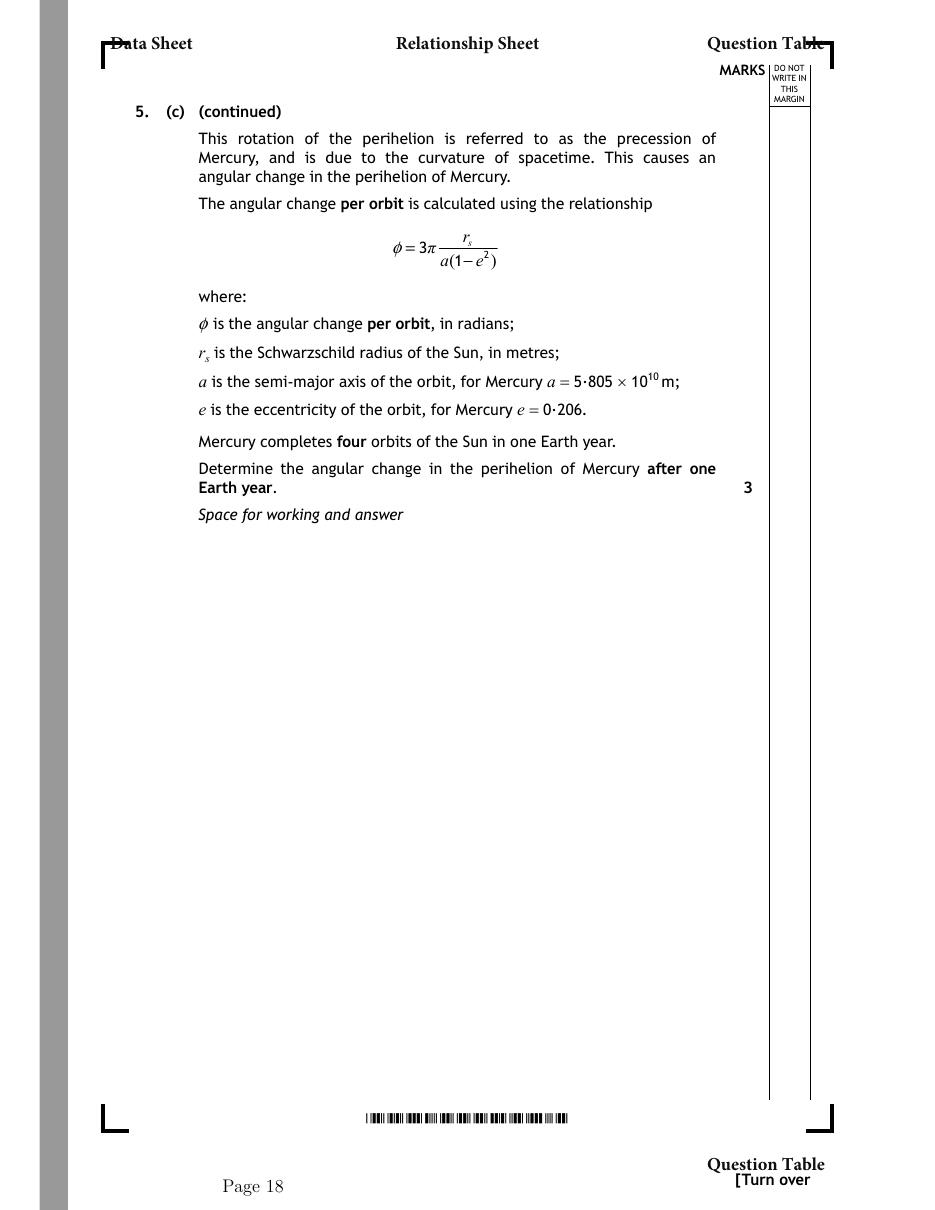 Data Sheet Relationship Sheet Question Table
MARKS
DO NOT
WRITE IN
THIS
MARGIN
5. (c) (continued)
This rotation of the perihelion is referred to as the precession of
Mercury, and is due to the curvature of spacetime. This causes an
angular change in the perihelion of Mercury.
The angular change per orbit is calculated using the relationship
ϕ = 3π r_s / a(1 − e²)
where:
ϕ is the angular change per orbit, in radians;
r_s is the Schwarzschild radius of the Sun, in metres;
a is the semi-major axis of the orbit, for Mercury a = 5·805 × 10¹⁰ m;
e is the eccentricity of the orbit, for Mercury e = 0·206.
Mercury completes four orbits of the Sun in one Earth year.
Determine the angular change in the perihelion of Mercury after one
Earth year. 3
Space for working and answer
Question Table
[Turn over
Page 18